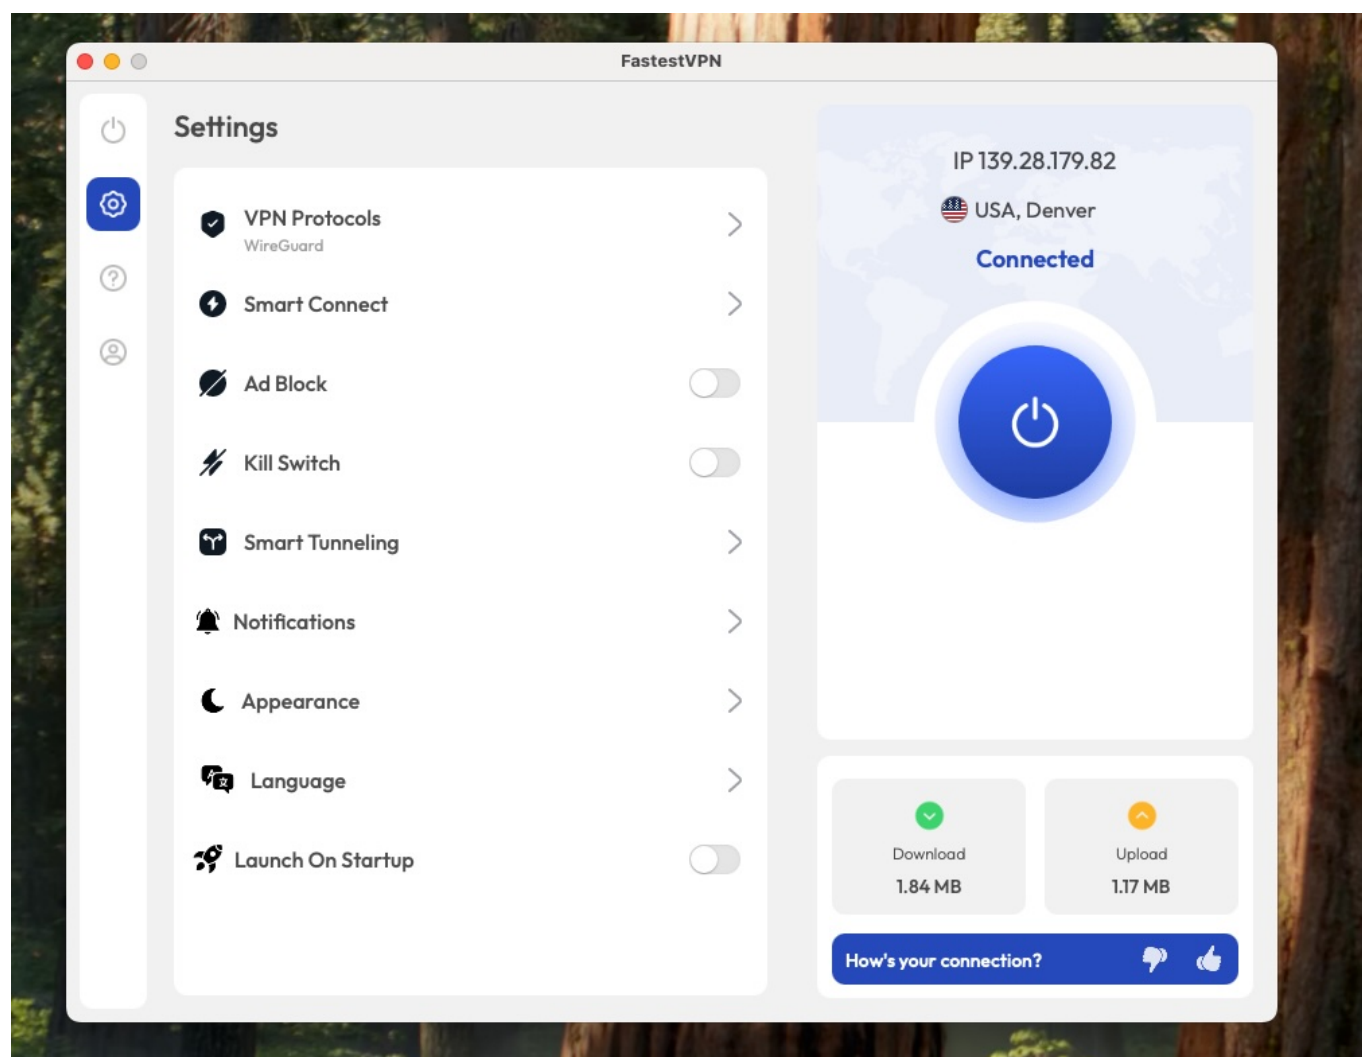 FastestVPN
Settings
VPN Protocols
WireGuard
Smart Connect
Ad Block
Kill Switch
Smart Tunneling
Notifications
Appearance
Language
Launch On Startup
IP 139.28.179.82
USA, Denver
Connected
Download
1.84 MB
Upload
1.17 MB
How's your connection?